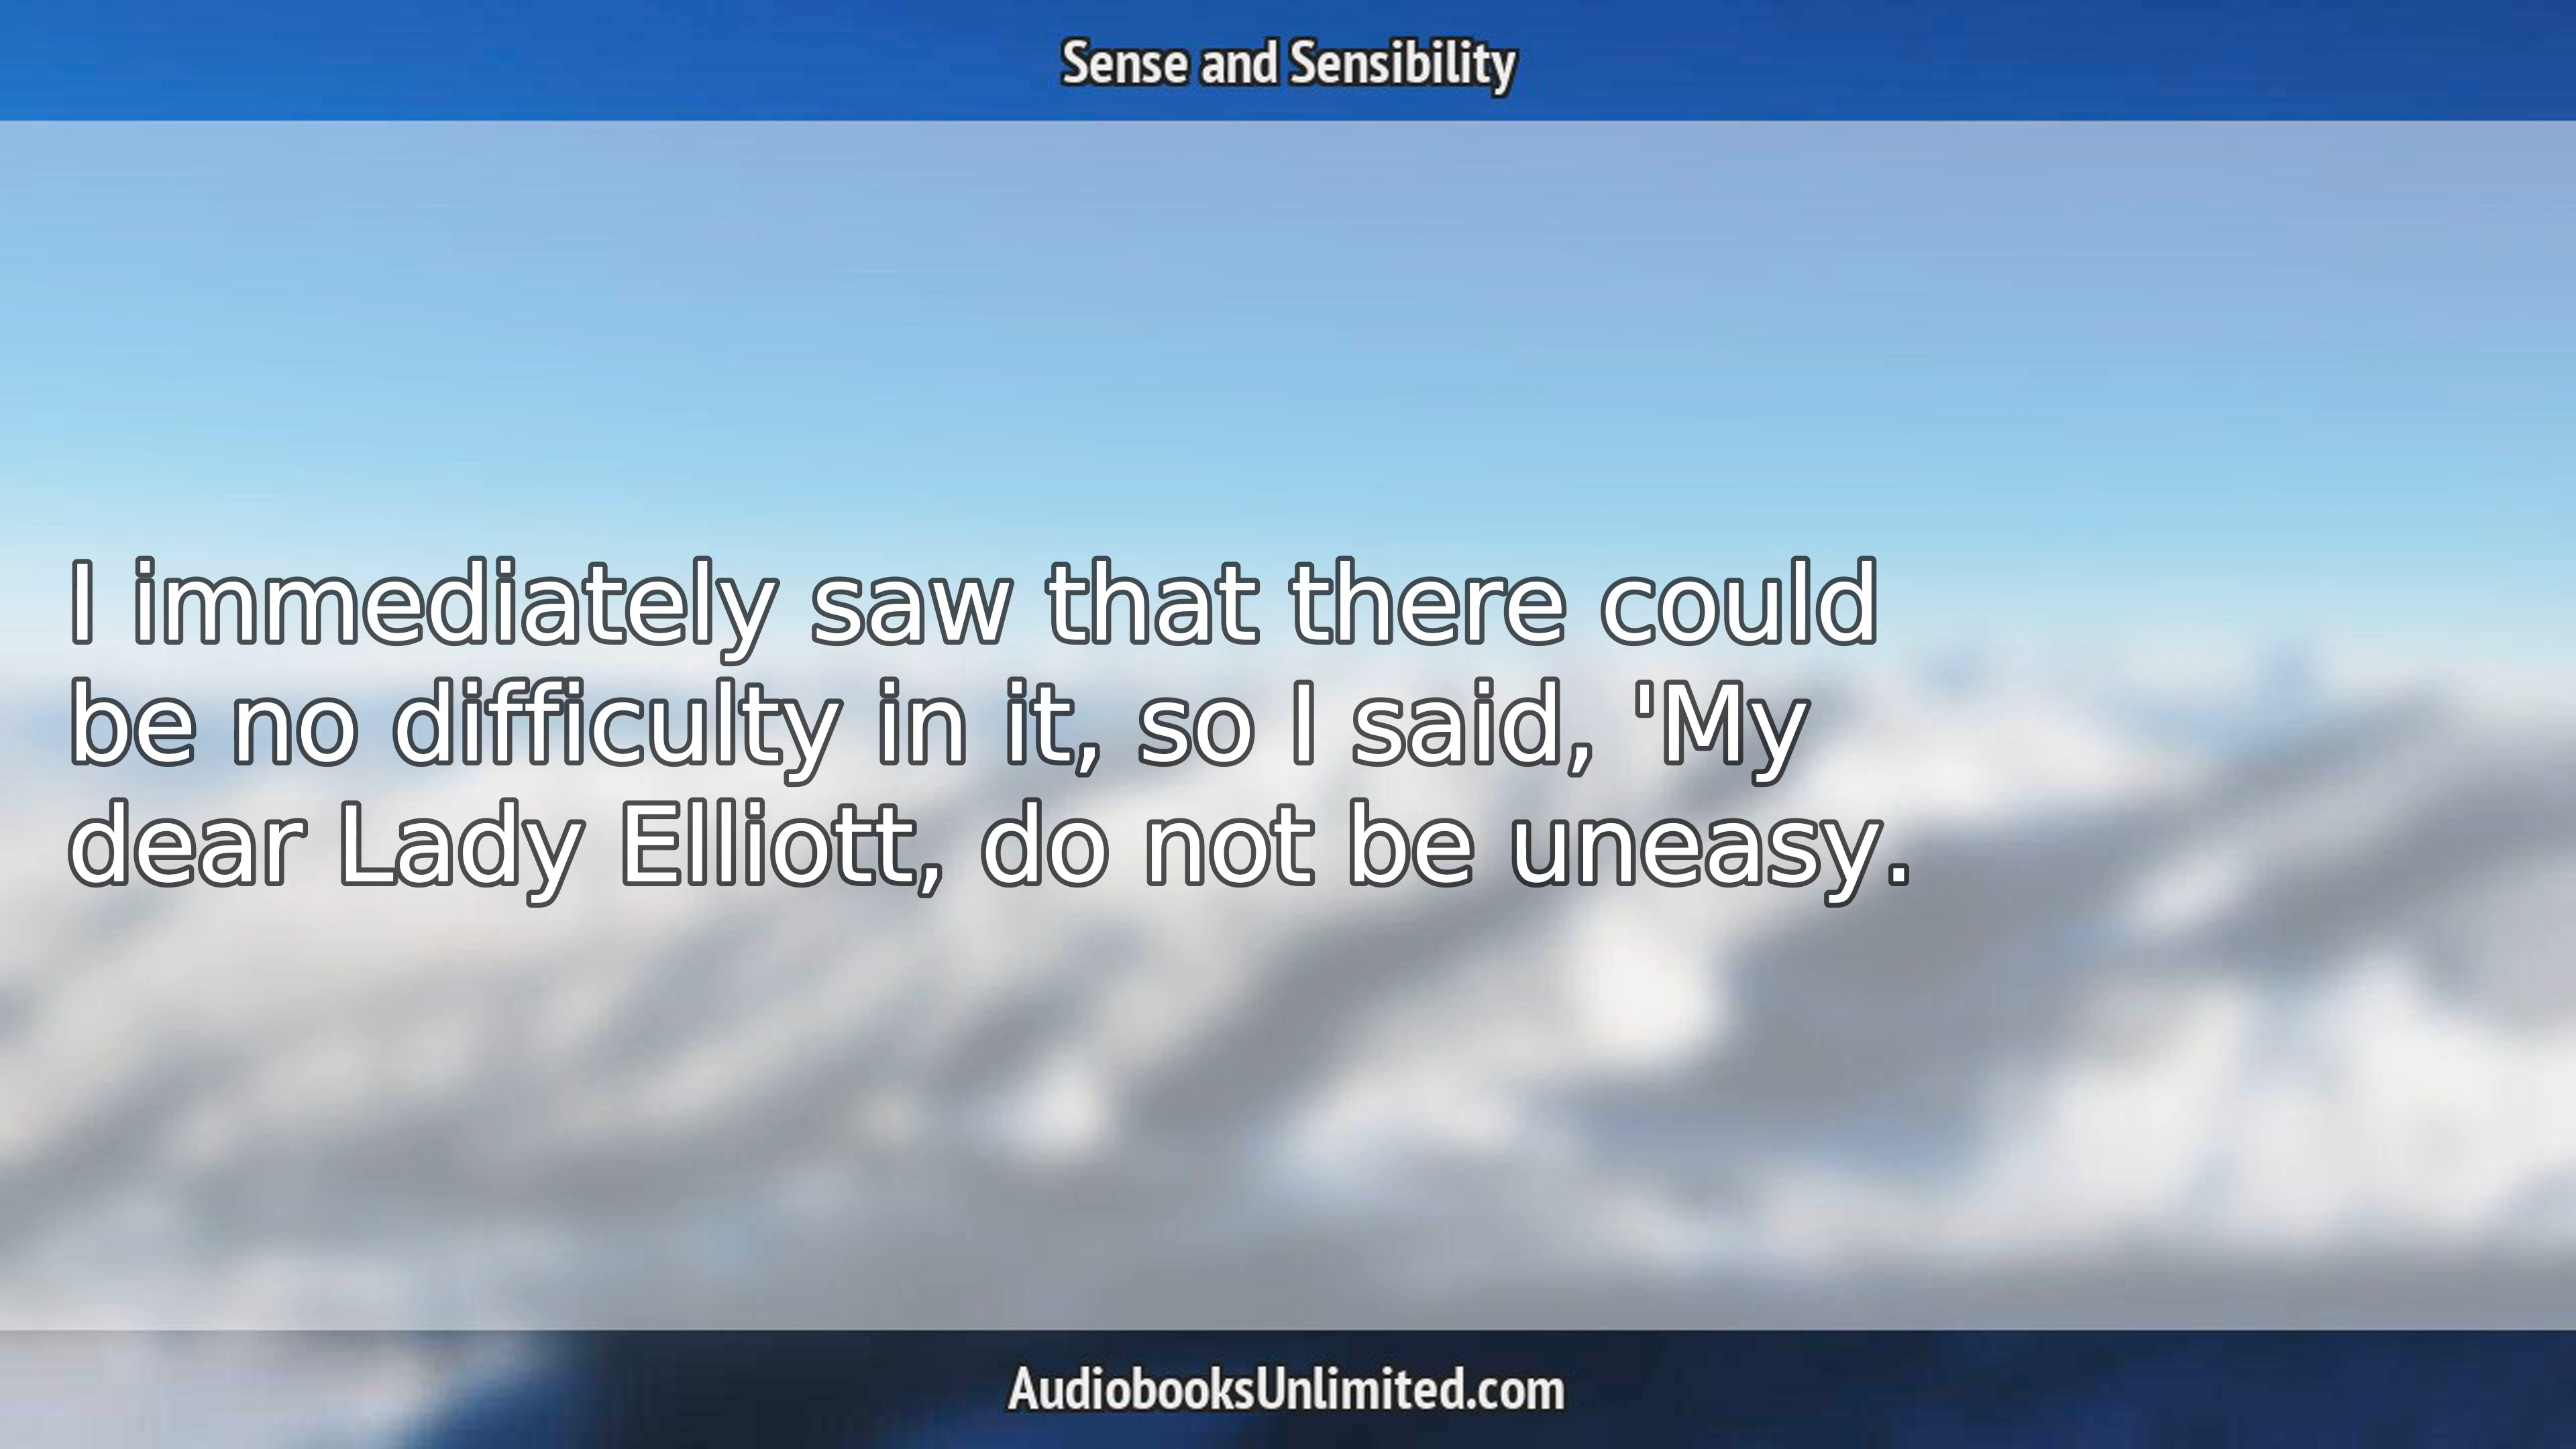 Sense and Sensibility
I immediately saw that there could
be no difficulty in it, so I said, 'My
dear Lady Elliott, do not be uneasy.
AudiobooksUnlimited.com